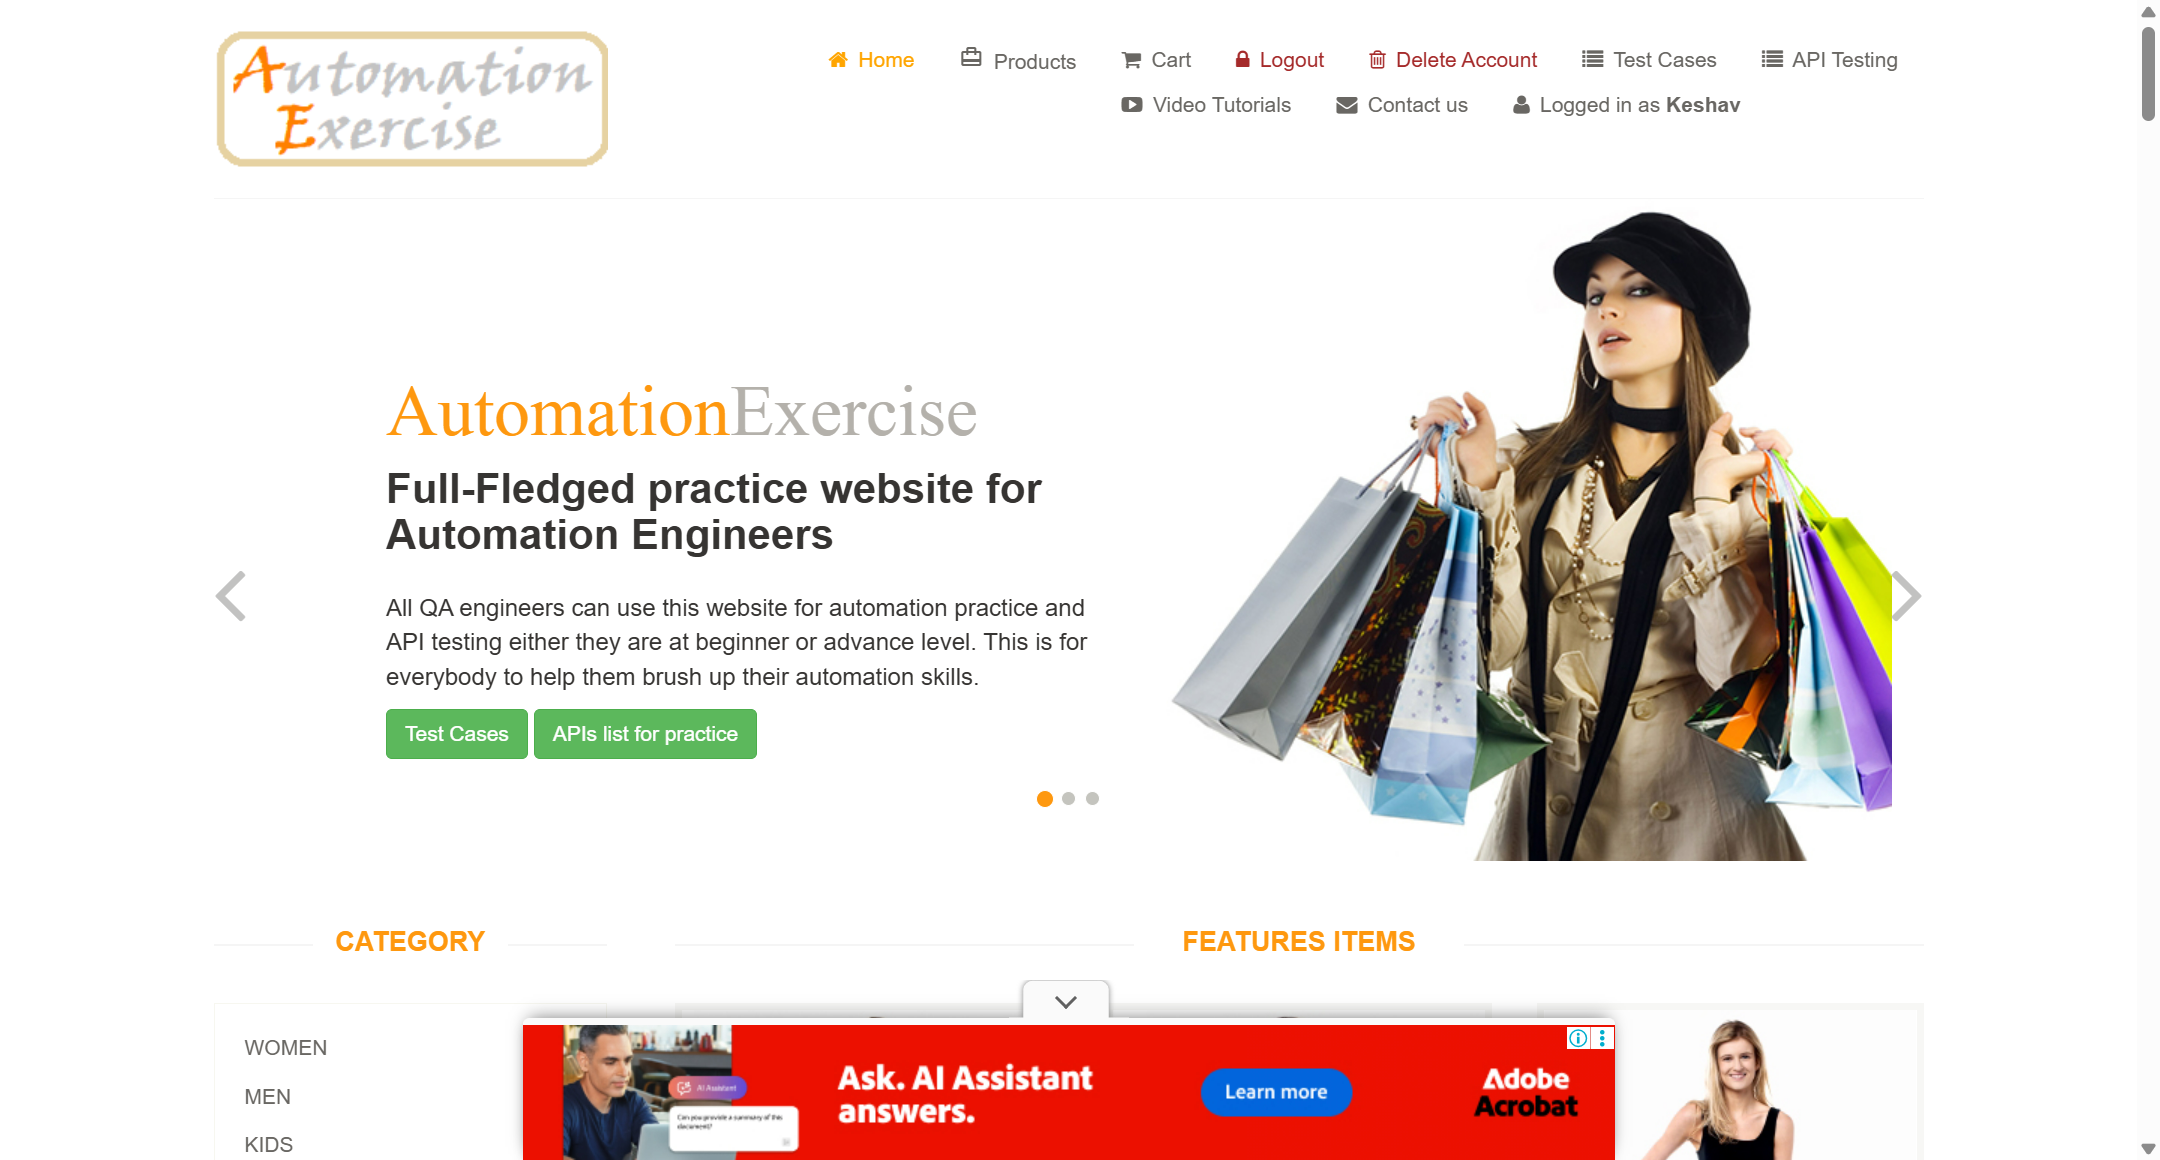 Automation
Exercise
Home
Products
Cart
Logout
Delete Account
Test Cases
API Testing
Video Tutorials
Contact us
Logged in as Keshav
AutomationExercise
Full-Fledged practice website for
Automation Engineers
All QA engineers can use this website for automation practice and
API testing either they are at beginner or advance level. This is for
everybody to help them brush up their automation skills.
Test Cases
APIs list for practice
CATEGORY
FEATURES ITEMS
WOMEN
MEN
KIDS
AI Assistant
Can you provide a summary of this
document?
Ask. AI Assistant
answers.
Learn more
Adobe
Acrobat